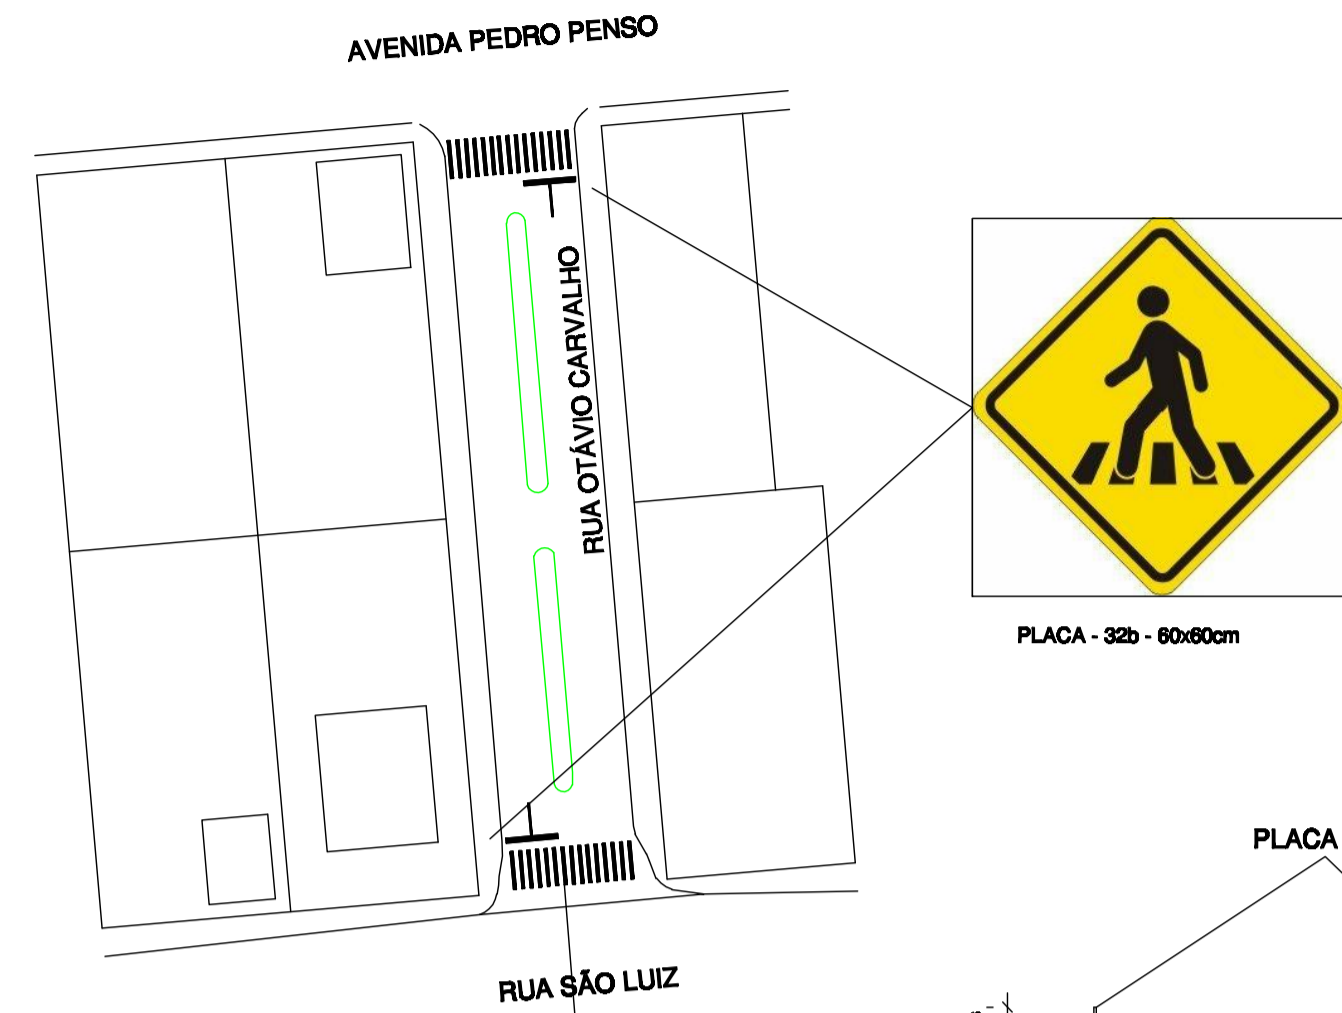 AVENIDA PEDRO PENSO
RUA OTÁVIO CARVALHO
PLACA - 32b - 60x60cm
PLACA
RUA SÃO LUIZ